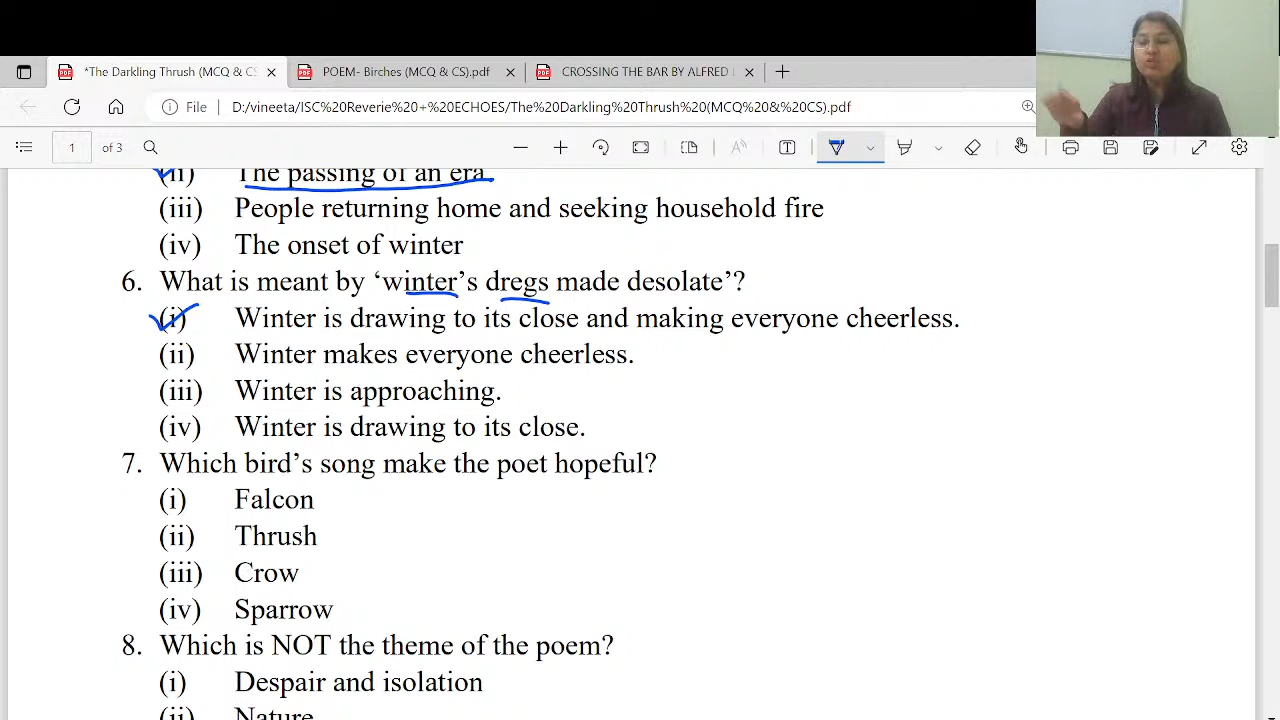 *The Darkling Thrush (MCQ & CS
POEM- Birches (MCQ & CS).pdf
CROSSING THE BAR BY ALFRED
File
D:/vineeta/ISC%20Reverie%20+%20ECHOES/The%20Darkling%20Thrush%20(MCQ%20&%20CS).pdf
1 of 3
(ii) The passing of an era
(iii) People returning home and seeking household fire
(iv) The onset of winter
6. What is meant by ‘winter’s dregs made desolate’?
(i) Winter is drawing to its close and making everyone cheerless.
(ii) Winter makes everyone cheerless.
(iii) Winter is approaching.
(iv) Winter is drawing to its close.
7. Which bird’s song make the poet hopeful?
(i) Falcon
(ii) Thrush
(iii) Crow
(iv) Sparrow
8. Which is NOT the theme of the poem?
(i) Despair and isolation
(ii) Nature